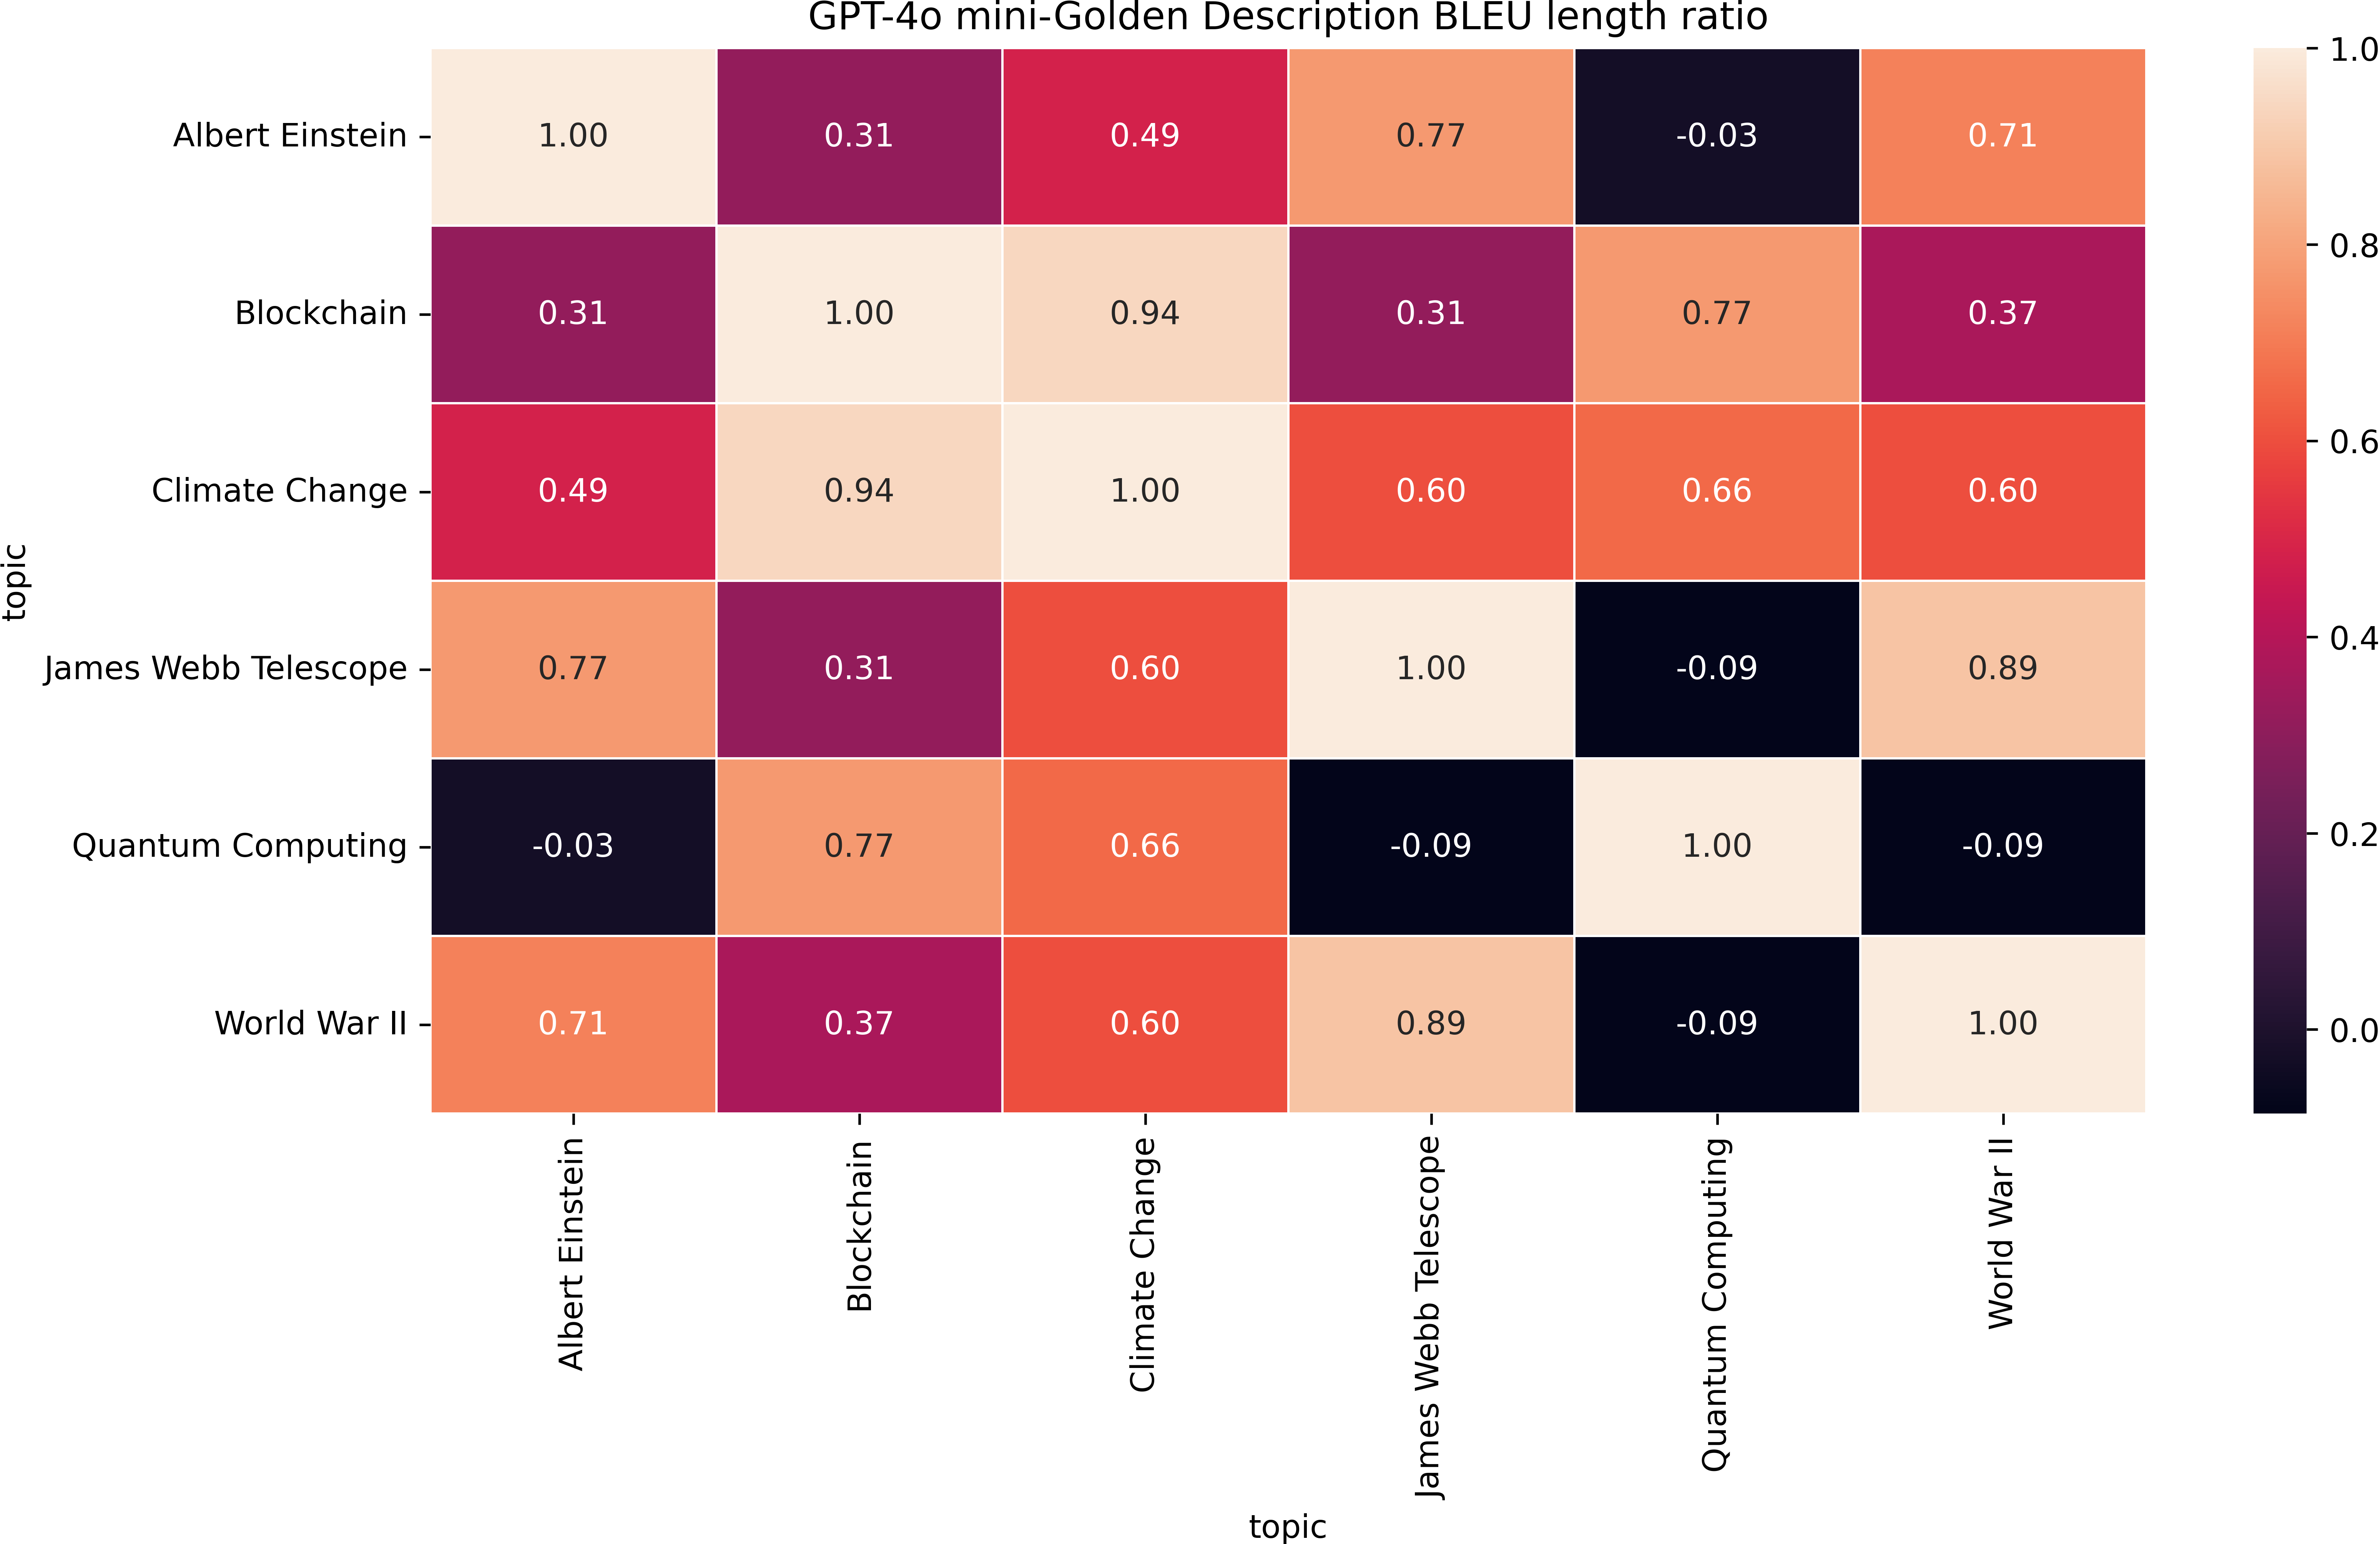 GPT-4o mini-Golden Description BLEU length ratio
Albert Einstein 1.00 0.31 0.49 0.77 -0.03 0.71
Blockchain 0.31 1.00 0.94 0.31 0.77 0.37
Climate Change 0.49 0.94 1.00 0.60 0.66 0.60
James Webb Telescope 0.77 0.31 0.60 1.00 -0.09 0.89
Quantum Computing -0.03 0.77 0.66 -0.09 1.00 -0.09
World War II 0.71 0.37 0.60 0.89 -0.09 1.00
topic
Albert Einstein
Blockchain
Climate Change
James Webb Telescope
Quantum Computing
World War II
topic
1.0
0.8
0.6
0.4
0.2
0.0